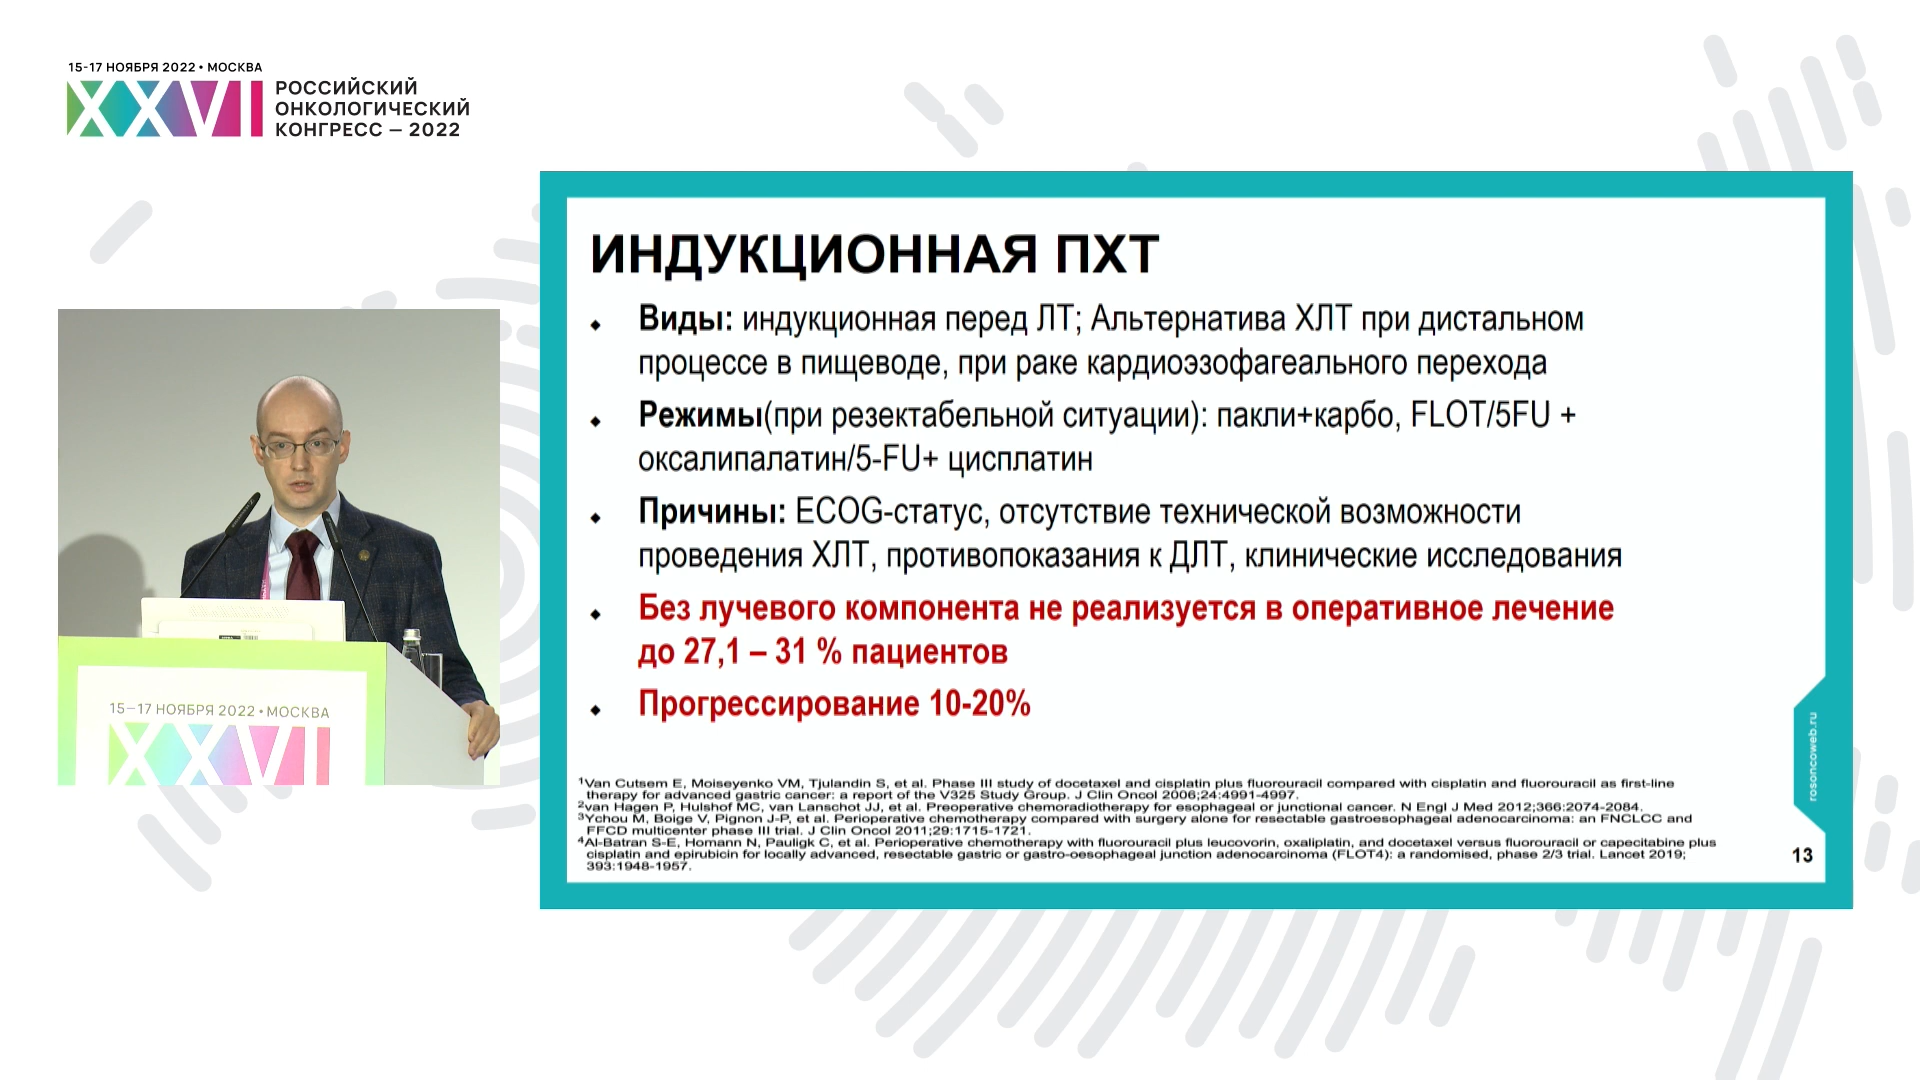 15-17 НОЯБРЯ 2022 • МОСКВА
XXVI
РОССИЙСКИЙ
ОНКОЛОГИЧЕСКИЙ
КОНГРЕСС – 2022
ИНДУКЦИОННАЯ ПХТ
Виды: индукционная перед ЛТ; Альтернатива ХЛТ при дистальном
процессе в пищеводе, при раке кардиоэзофагеального перехода
Режимы(при резектабельной ситуации): пакли+карбо, FLOT/5FU +
оксалипалатин/5-FU+ цисплатин
Причины: ECOG-статус, отсутствие технической возможности
проведения ХЛТ, противопоказания к ДЛТ, клинические исследования
Без лучевого компонента не реализуется в оперативное лечение
до 27,1 – 31 % пациентов
Прогрессирование 10-20%
1Van Cutsem E, Moiseyenko VM, Tjulandin S, et al. Phase III study of docetaxel and cisplatin plus fluorouracil compared with cisplatin and fluorouracil as first-line
therapy for advanced gastric cancer: a report of the V325 Study Group. J Clin Oncol 2006;24:4991-4997.
2van Hagen P, Hulshof MC, van Lanschot JJ, et al. Preoperative chemoradiotherapy for esophageal or junctional cancer. N Engl J Med 2012;366:2074-2084.
3Ychou M, Boige V, Pignon J-P, et al. Perioperative chemotherapy compared with surgery alone for resectable gastroesophageal adenocarcinoma: an FNCLCC and
FFCD multicenter phase III trial. J Clin Oncol 2011;29:1715-1721.
4Al-Batran S-E, Homann N, Pauligk C, et al. Perioperative chemotherapy with fluorouracil plus leucovorin, oxaliplatin, and docetaxel versus fluorouracil or capecitabine plus
cisplatin and epirubicin for locally advanced, resectable gastric or gastro-oesophageal junction adenocarcinoma (FLOT4): a randomised, phase 2/3 trial. Lancet 2019;
393:1948-1957.
13
rosoncoweb.ru
15–17 НОЯБРЯ 2022 • МОСКВА
XXVI